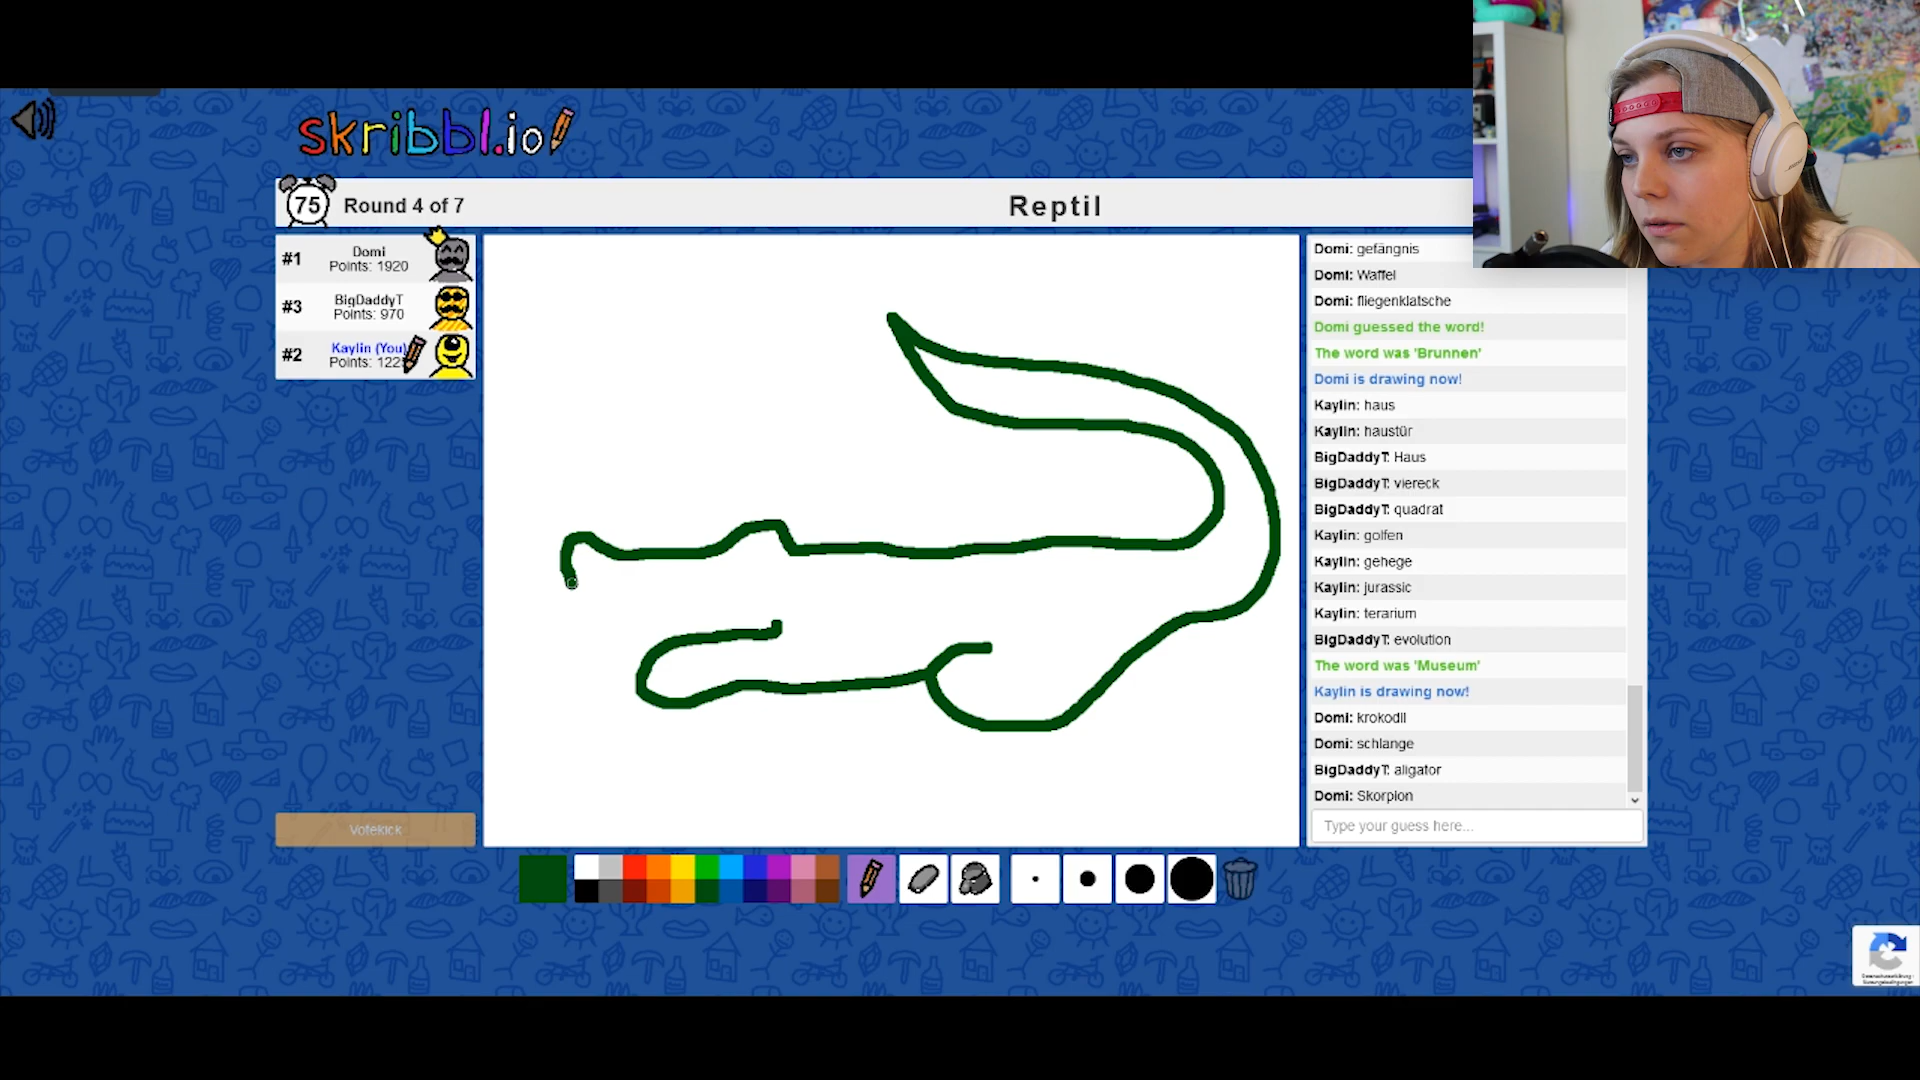 skribbl.io
75
Round 4 of 7
Reptil
#1
Domi
Points: 1920
#3
BigDaddyT
Points: 970
#2
Kaylin (You)
Points: 122
Votekick
Domi: gefängnis
Domi: Waffel
Domi: fliegenklatsche
Domi guessed the word!
The word was 'Brunnen'
Domi is drawing now!
Kaylin: haus
Kaylin: haustür
BigDaddyT: Haus
BigDaddyT: viereck
BigDaddyT: quadrat
Kaylin: golfen
Kaylin: gehege
Kaylin: jurassic
Kaylin: terarium
BigDaddyT: evolution
The word was 'Museum'
Kaylin is drawing now!
Domi: krokodil
Domi: schlange
BigDaddyT: aligator
Domi: Skorpion
Type your guess here...